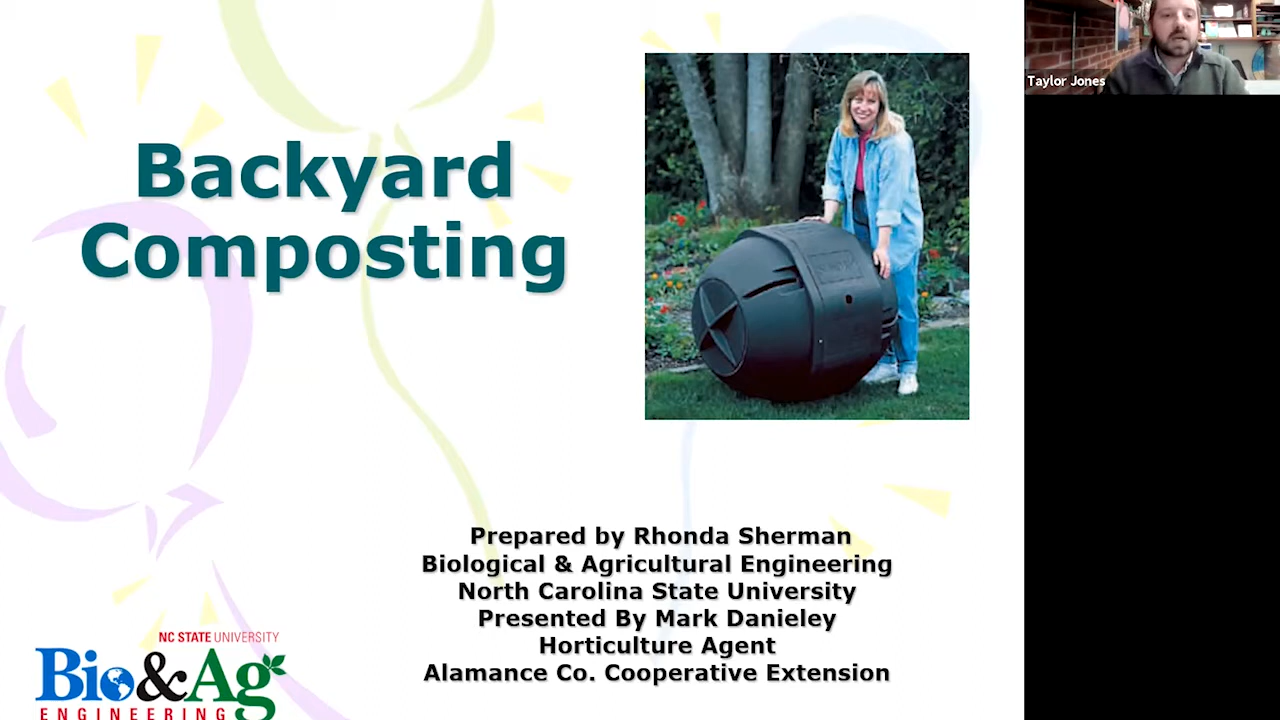 Backyard
Composting
Taylor Jones
Prepared by Rhonda Sherman
Biological & Agricultural Engineering
North Carolina State University
Presented By Mark Danieley
Horticulture Agent
Alamance Co. Cooperative Extension
NC STATE UNIVERSITY
Bio&Ag
ENGINEERING